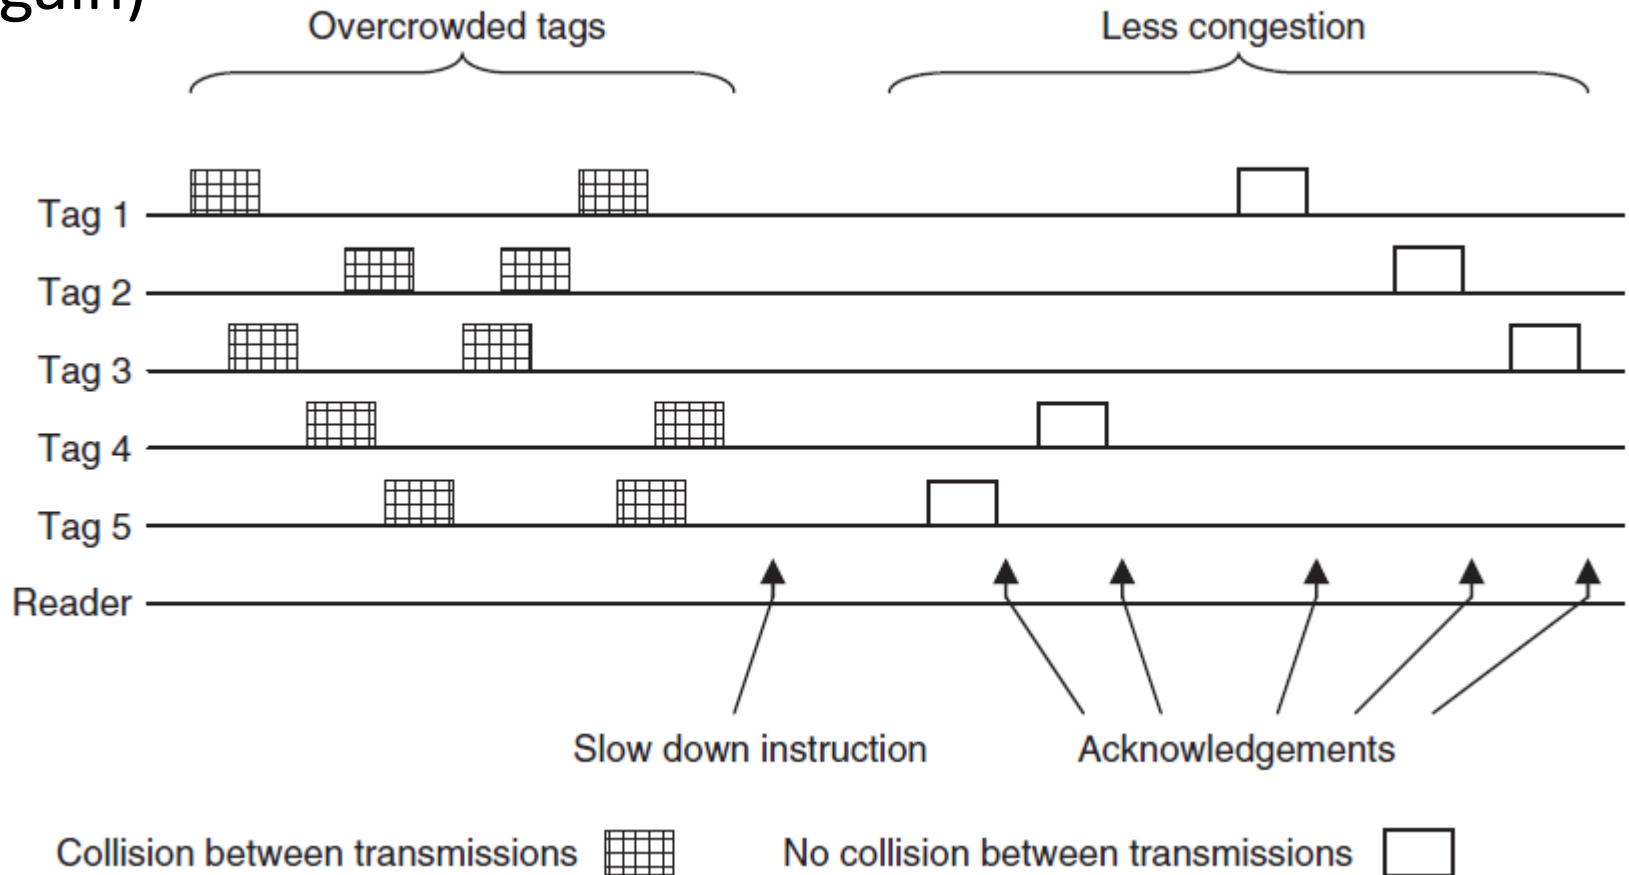 Overcrowded tags
Less congestion
Tag 1
Tag 2
Tag 3
Tag 4
Tag 5
Reader
Slow down instruction
Acknowledgements
Collision between transmissions
No collision between transmissions